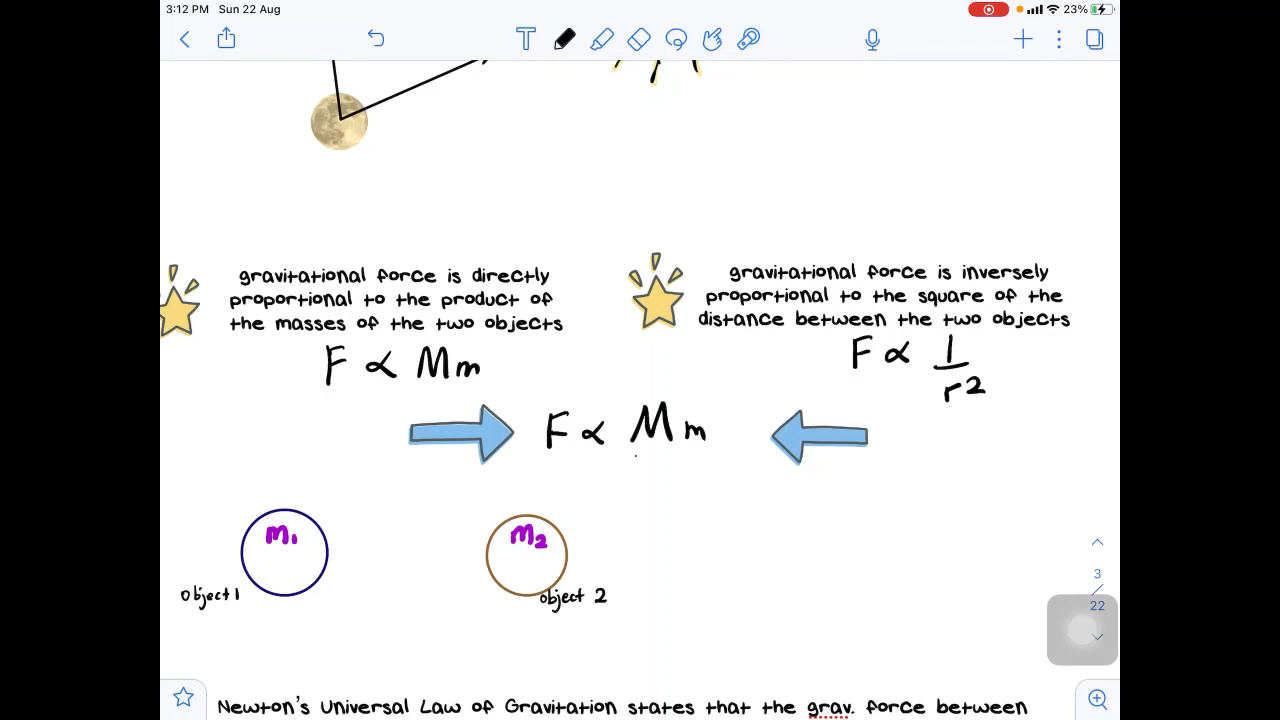 3:12 PM Sun 22 Aug
23%
gravitational force is directly
proportional to the product of
the masses of the two objects
F ∝ Mm
gravitational force is inversely
proportional to the square of the
distance between the two objects
F ∝ 1/r²
F ∝ Mm
m₁
object 1
m₂
object 2
3
/
22
Newton's Universal Law of Gravitation states that the grav. force between